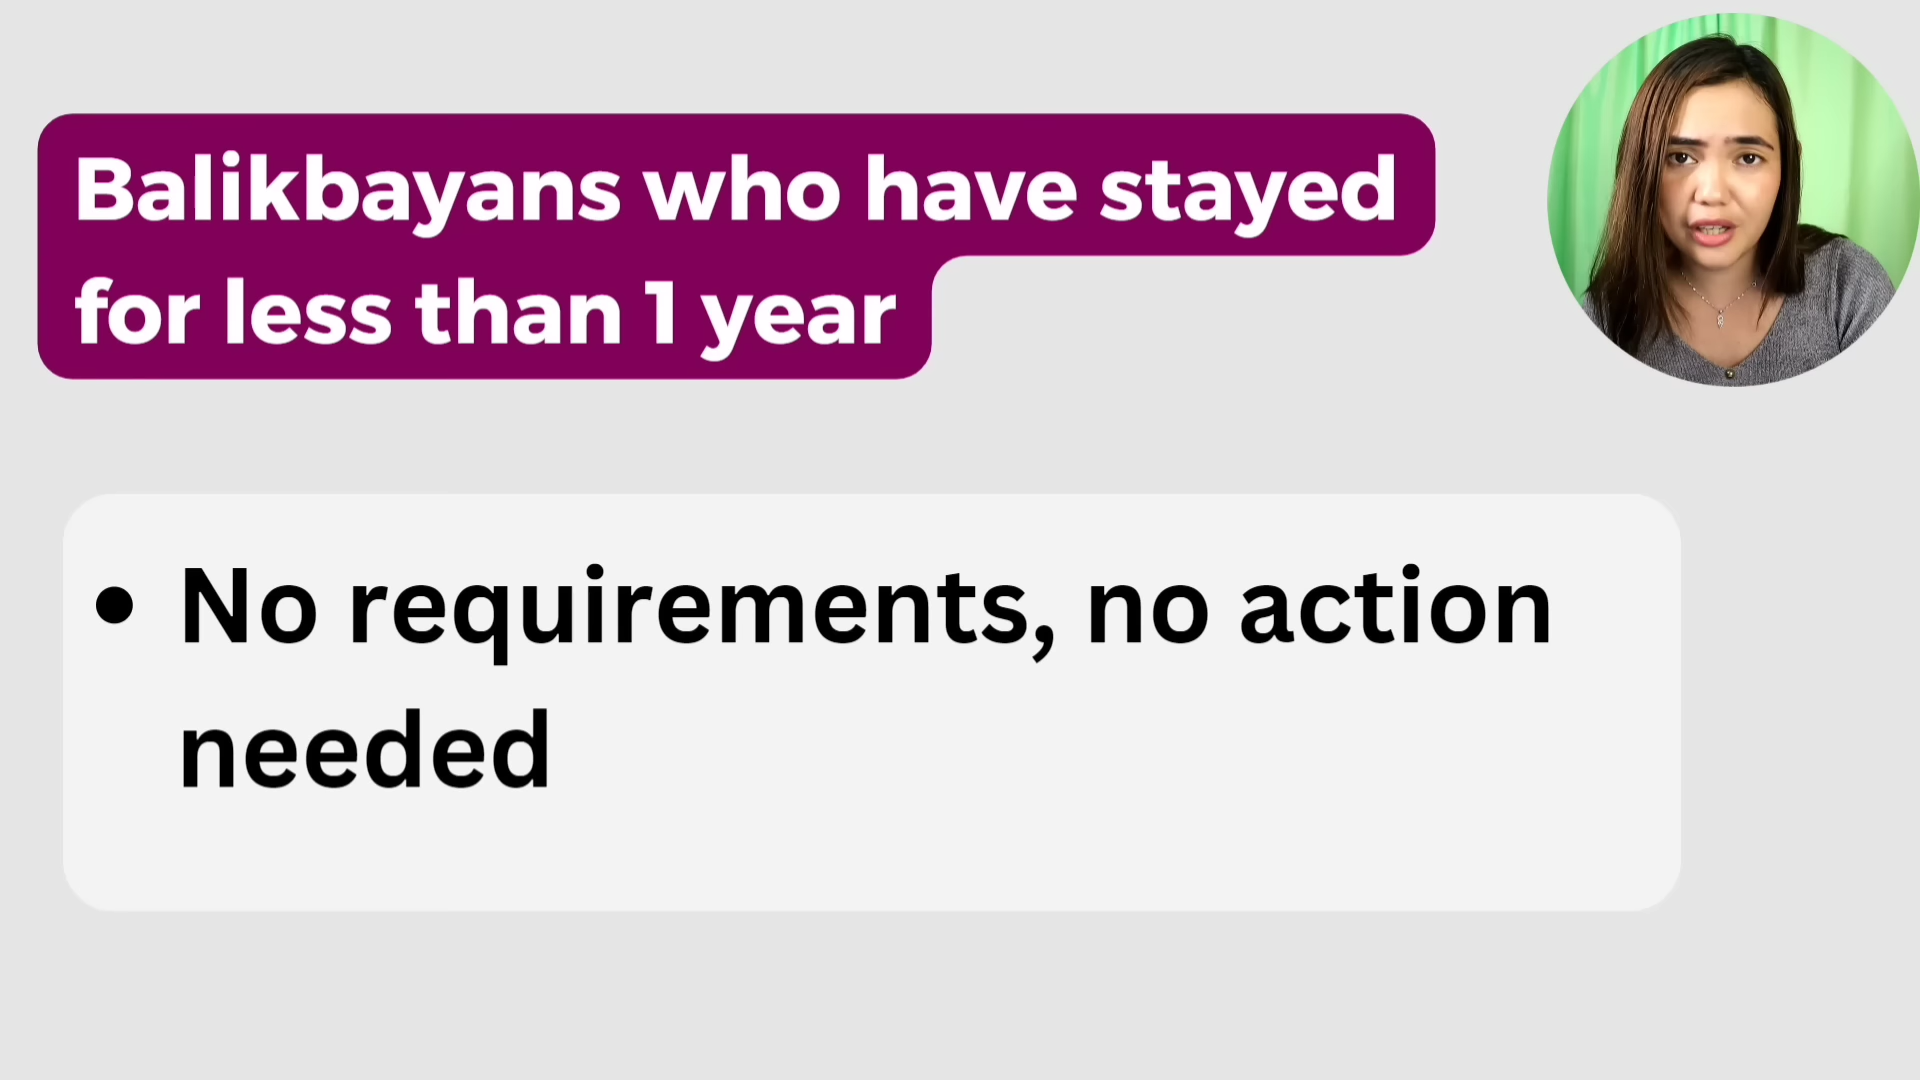 Balikbayans who have stayed
for less than 1 year
• No requirements, no action
needed